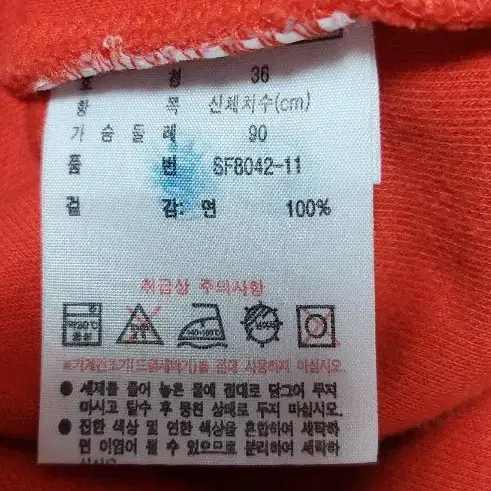 호 칭 36
항 목 신체치수(cm)
가 슴 둘 레 90
품 번 SF8042-11
겉 감: 면 100%
취급상 주의사항
※기계건조기(드럼세탁기)을 절대 사용하지 마십시오.
● 세제를 풀어 놓은 물에 절대로 담그어 두지
마시고 탈수 후 뭉친 상태로 두지 마십시오.
● 진한 색상 및 연한 색상을 혼합하여 세탁하
면 이염이 될 수 있으므로 분리하여 세탁하
십시오